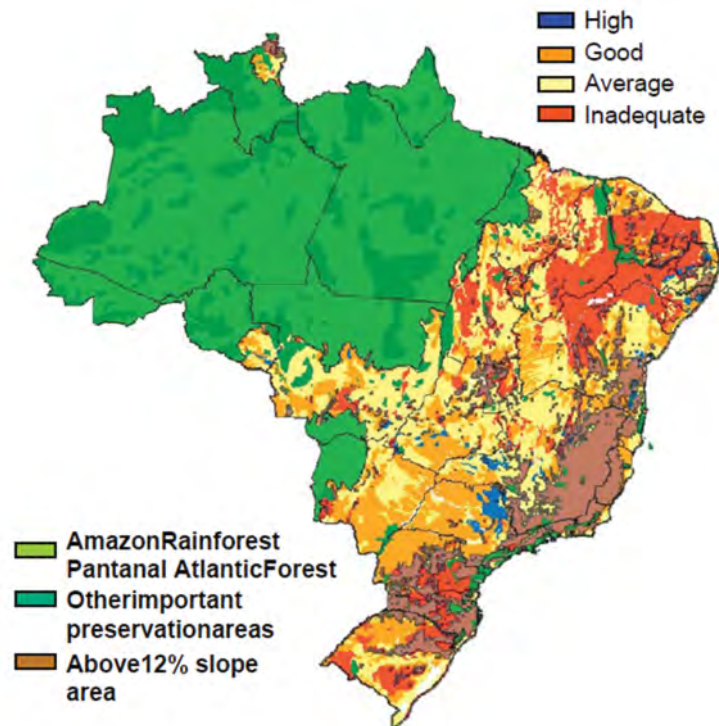 High
Good
Average
Inadequate
AmazonRainforest
Pantanal AtlanticForest
Otherimportant
preservationareas
Above12% slope
area